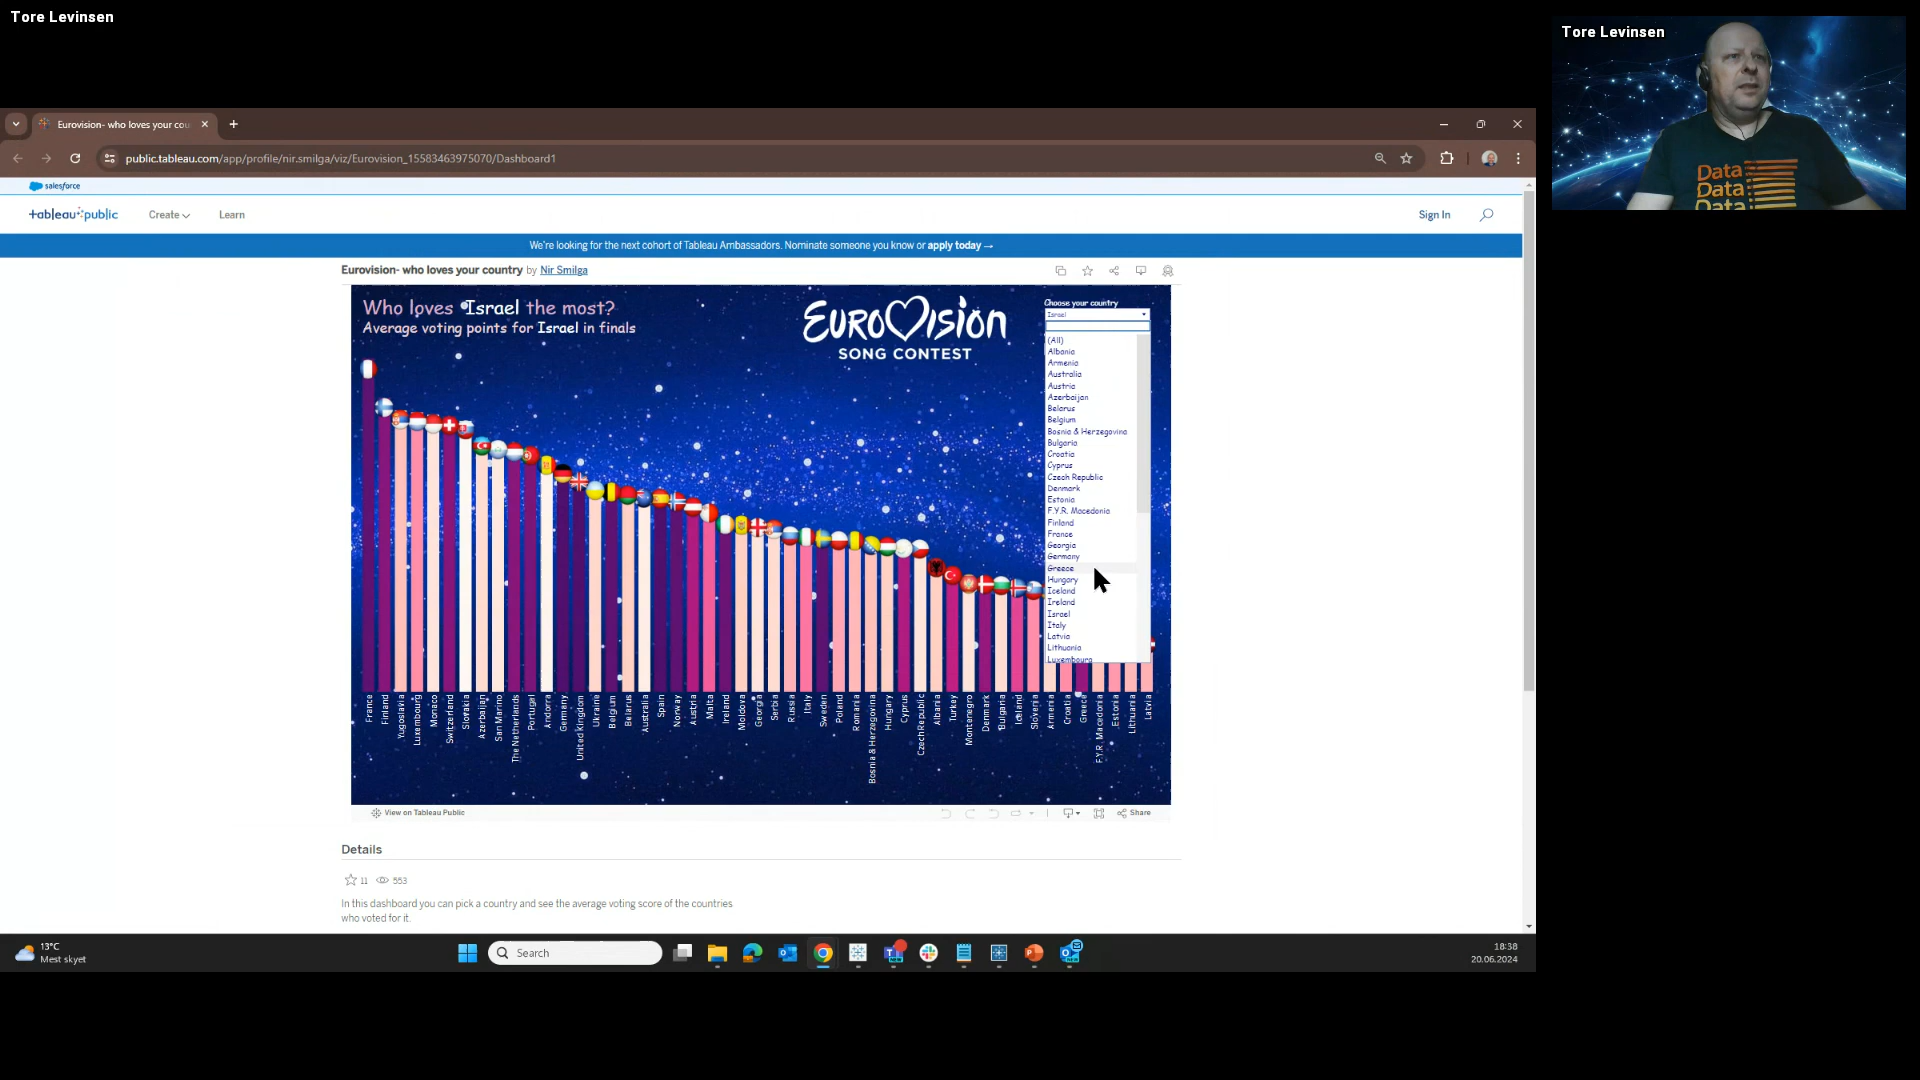 Tore Levinsen
Tore Levinsen
Data
Data
Data
Eurovision- who loves your cou
public.tableau.com/app/profile/nir.smilga/viz/Eurovision_15583463975070/Dashboard1
salesforce
+ableau public
Create
Learn
Sign In
We're looking for the next cohort of Tableau Ambassadors. Nominate someone you know or apply today →
Eurovision- who loves your country by Nir Smilga
Who loves Israel the most?
Average voting points for Israel in finals
EUROVISION
SONG CONTEST
Choose your country
Israel
(All)
Albania
Armenia
Australia
Austria
Azerbaijan
Belarus
Belgium
Bosnia & Herzegovina
Bulgaria
Croatia
Cyprus
Czech Republic
Denmark
Estonia
F.Y.R. Macedonia
Finland
France
Georgia
Germany
Greece
Hungary
Iceland
Ireland
Israel
Italy
Latvia
Lithuania
Luxembourg
France
Finland
Yugoslavia
Luxembourg
Monaco
Switzerland
Slovakia
Azerbaijan
San Marino
The Netherlands
Portugal
Andorra
Germany
United Kingdom
Ukraine
Belgium
Belarus
Australia
Spain
Norway
Austria
Malta
Ireland
Moldova
Georgia
Serbia
Russia
Italy
Sweden
Poland
Romania
Bosnia & Herzegovina
Hungary
Cyprus
Czech Republic
Albania
Turkey
Montenegro
Denmark
Bulgaria
Iceland
Slovenia
Armenia
Croatia
Greece
F.Y.R. Macedonia
Estonia
Lithuania
Latvia
View on Tableau Public
Share
Details
11
553
In this dashboard you can pick a country and see the average voting score of the countries
who voted for it.
13°C
Mest skyet
Search
18:38
20.06.2024